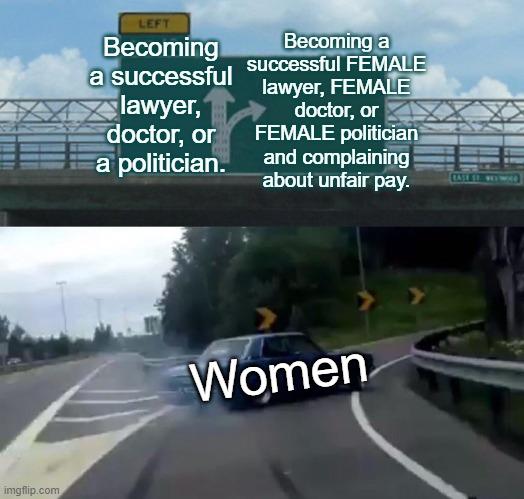 LEFT
Becoming
a successful
lawyer,
doctor, or
a politician.
Becoming a
successful FEMALE
lawyer, FEMALE
doctor, or
FEMALE politician
and complaining
about unfair pay.
Women
imgflip.com